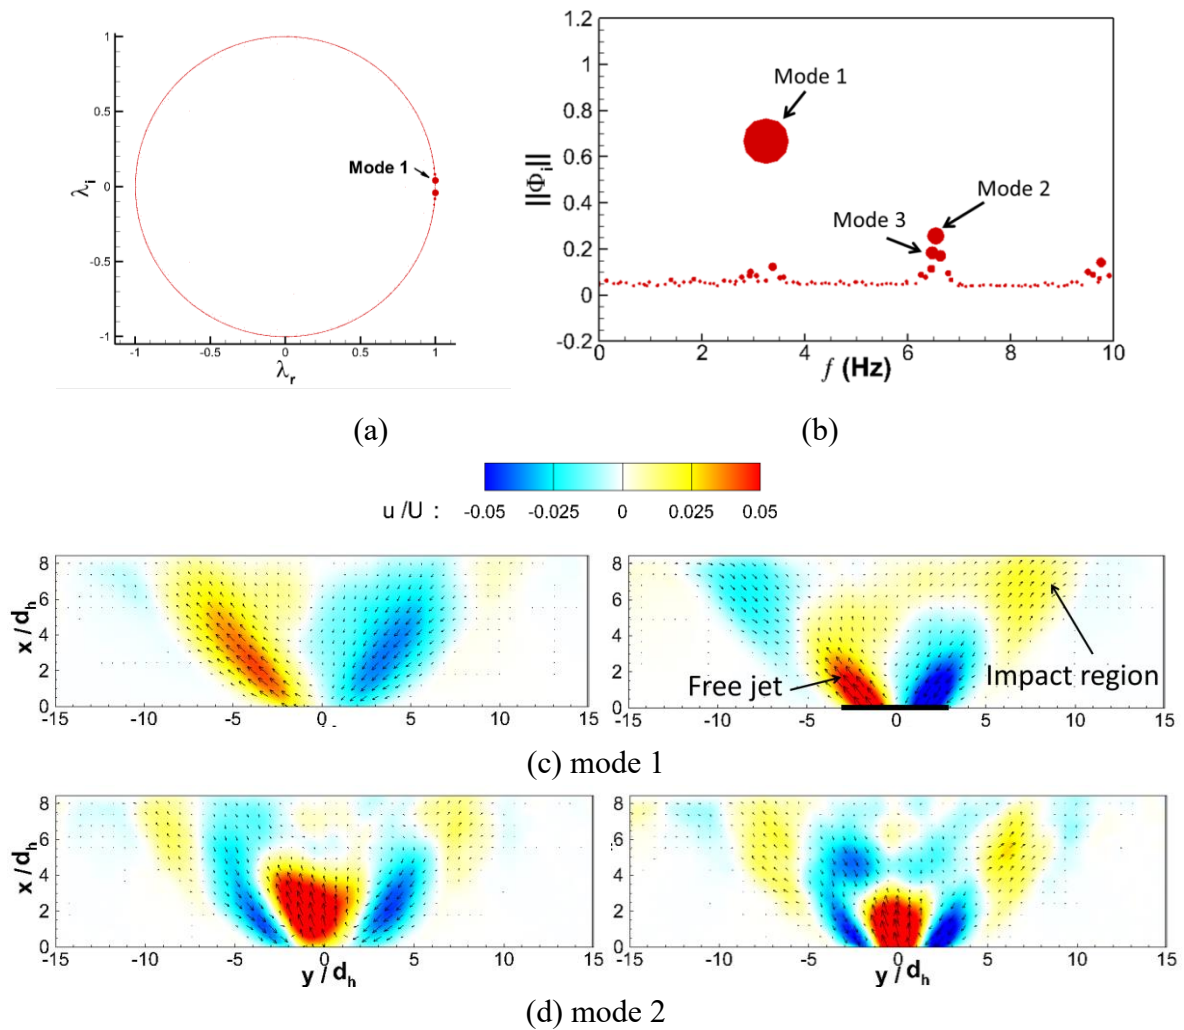 1
0.5
0
-0.5
-1
λi
Mode 1
-1 -0.5 0 0.5 1
λr
(a)
1.2
1
0.8
0.6
0.4
0.2
0
-0.2
||Φi||
Mode 1
Mode 2
Mode 3
0 2 4 6 8 10
f (Hz)
(b)
u /U : -0.05 -0.025 0 0.025 0.05
8
6
4
2
0
x / dh
-15 -10 -5 0 5 10 15
8
6
4
2
0
Free jet
Impact region
-15 -10 -5 0 5 10 15
(c) mode 1
8
6
4
2
0
x / dh
-15 -10 -5 0 5 10 15
y / dh
8
6
4
2
0
-15 -10 -5 0 5 10 15
y / dh
(d) mode 2